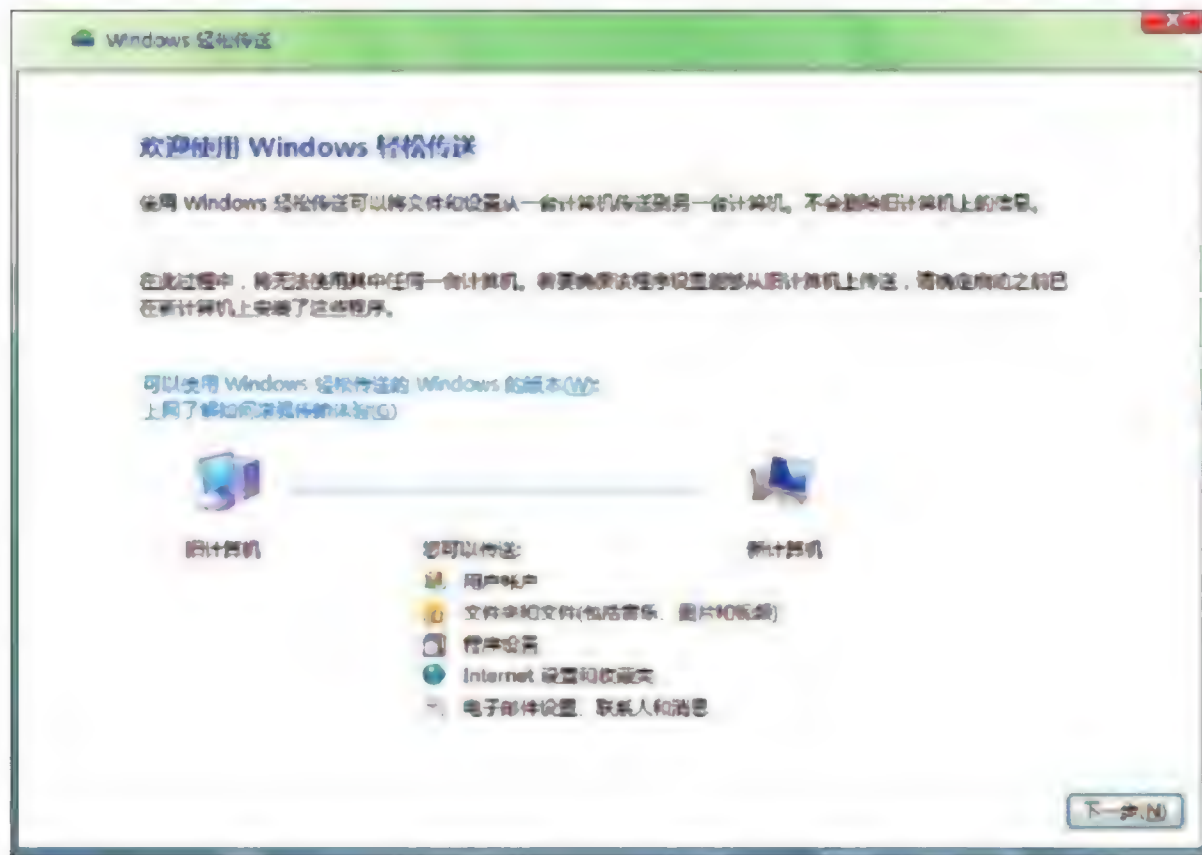 Windows 轻松传送
欢迎使用 Windows 轻松传送
使用 Windows 轻松传送可以将文件和设置从一台计算机传送到另一台计算机。不会删除旧计算机上的信息。
在此过程中，将无法使用其中任何一台计算机。若要确保该程序设置能够从旧计算机上传送，请确定启动之前已
在新计算机上安装了这些程序。
可以使用 Windows 轻松传送的 Windows 的版本(W):
上网了解如何
旧计算机
您可以传送:
新计算机
用户帐户
文件夹和文件(包括音乐、图片和视频)
程序设置
Internet 设置和收藏夹
电子邮件设置、联系人和消息
下一步(N)